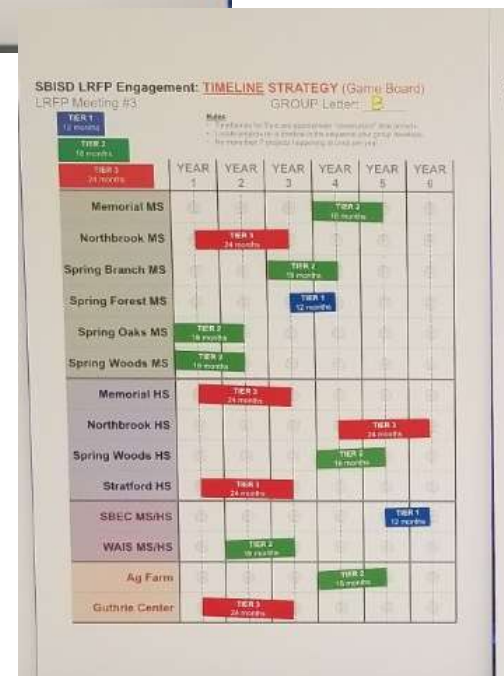 SBISD LRFP Engagement: TIMELINE STRATEGY (Game Board)
LRFP Meeting #3 GROUP Letter: B
TIER 1
12 months
TIER 2
18 months
TIER 3
24 months
Rules
YEAR 1 YEAR 2 YEAR 3 YEAR 4 YEAR 5 YEAR 6
Memorial MS TIER 2
18 months
Northbrook MS TIER 3
24 months
Spring Branch MS TIER 2
18 months
Spring Forest MS TIER 1
12 months
Spring Oaks MS TIER 2
18 months
Spring Woods MS TIER 2
18 months
Memorial HS TIER 3
24 months
Northbrook HS TIER 3
24 months
Spring Woods HS TIER 2
18 months
Stratford HS TIER 3
24 months
SBEC MS/HS TIER 1
12 months
WAIS MS/HS TIER 2
18 months
Ag Farm TIER 2
18 months
Guthrie Center TIER 3
24 months